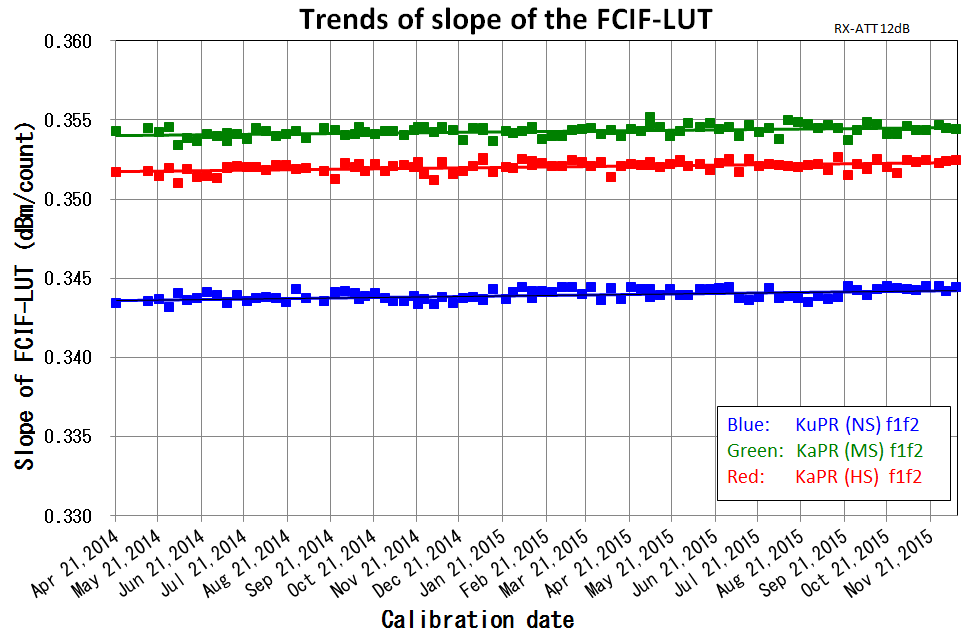 Trends of slope of the FCIF-LUT
RX-ATT 12dB
Slope of FCIF-LUT (dBm/count)
0.360
0.355
0.350
0.345
0.340
0.335
0.330
Blue: KuPR (NS) f1f2
Green: KaPR (MS) f1f2
Red: KaPR (HS) f1f2
Apr 21,2014
May 21,2014
Jun 21,2014
Jul 21,2014
Aug 21,2014
Sep 21,2014
Oct 21,2014
Nov 21,2014
Dec 21,2014
Jan 21,2015
Feb 21,2015
Mar 21,2015
Apr 21,2015
May 21,2015
Jun 21,2015
Jul 21,2015
Aug 21,2015
Sep 21,2015
Oct 21,2015
Nov 21,2015
Calibration date